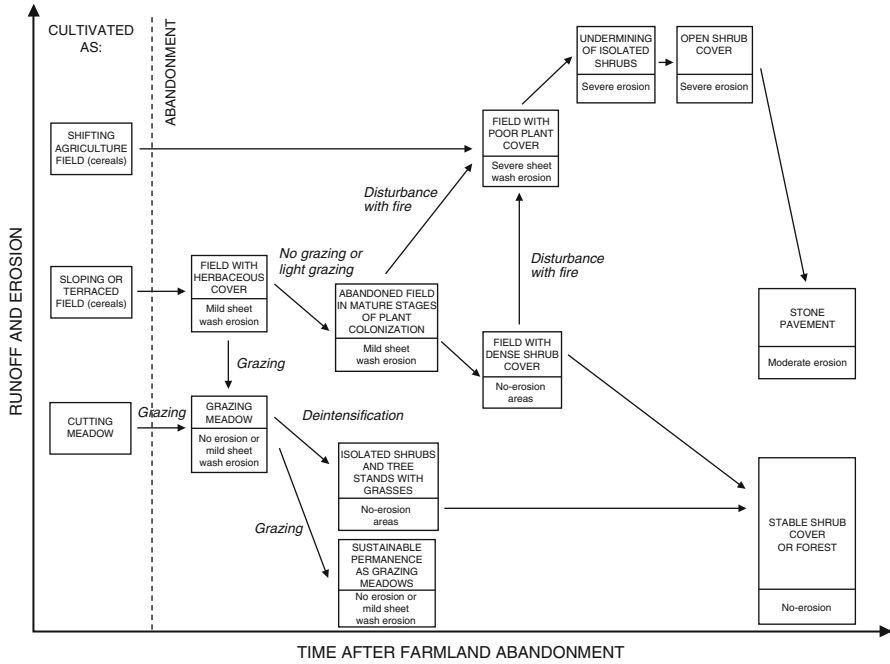 CULTIVATED
AS:
ABANDONMENT
RUNOFF AND EROSION
SHIFTING
AGRICULTURE
FIELD (cereals)
SLOPING OR
TERRACED
FIELD (cereals)
CUTTING
MEADOW
Grazing
FIELD WITH
HERBACEOUS
COVER
Mild sheet
wash erosion
No grazing or
light grazing
Grazing
GRAZING
MEADOW
No erosion or
mild sheet
wash erosion
Deintensification
Grazing
ABANDONED FIELD
IN MATURE STAGES
OF PLANT
COLONIZATION
Mild sheet
wash erosion
Disturbance
with fire
ISOLATED SHRUBS
AND TREE
STANDS WITH
GRASSES
No-erosion
areas
SUSTAINABLE
PERMANENCE
AS GRAZING
MEADOWS
No erosion or
mild sheet
wash erosion
FIELD WITH
POOR PLANT
COVER
Severe sheet
wash erosion
Disturbance
with fire
FIELD WITH
DENSE SHRUB
COVER
No-erosion
areas
UNDERMINING
OF ISOLATED
SHRUBS
Severe erosion
OPEN SHRUB
COVER
Severe erosion
STONE
PAVEMENT
Moderate erosion
STABLE SHRUB
COVER
OR FOREST
No-erosion
TIME AFTER FARMLAND ABANDONMENT